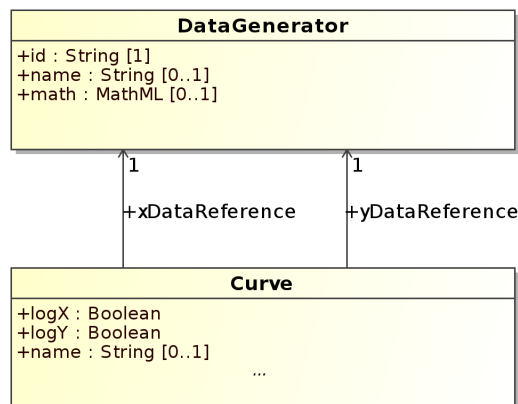 DataGenerator
+id : String [1]
+name : String [0..1]
+math : MathML [0..1]
1 1
+xDataReference +yDataReference
Curve
+logX : Boolean
+logY : Boolean
+name : String [0..1]
...